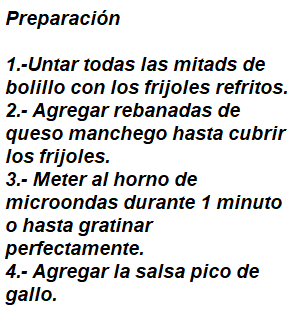 Preparación
1.-Untar todas las mitads de
bolillo con los frijoles refritos.
2.- Agregar rebanadas de
queso manchego hasta cubrir
los frijoles.
3.- Meter al horno de
microondas durante 1 minuto
o hasta gratinar
perfectamente.
4.- Agregar la salsa pico de
gallo.